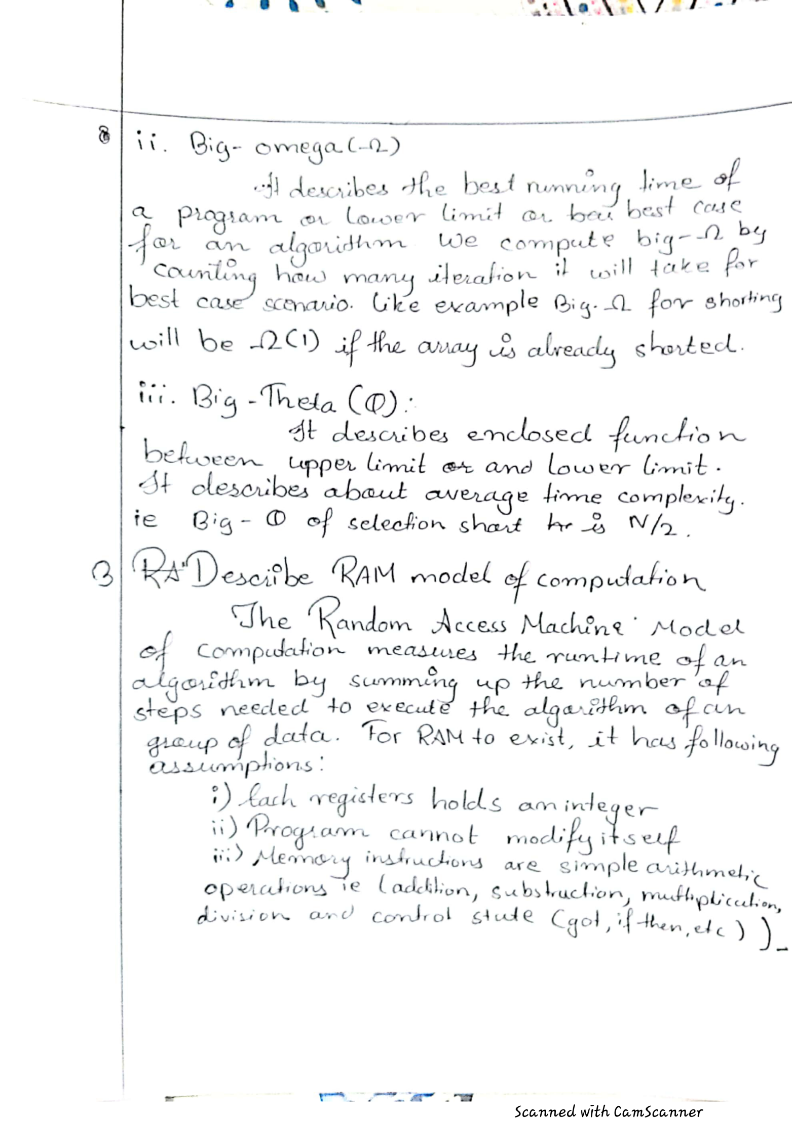 8 ii. Big- omega (-Ω)
It describes the best running time of
a program or lower limit or best case
for an algorithm we compute big-Ω by
counting how many iteration it will take for
best case scenario. Like example Big-Ω for shorting
will be Ω(1) if the array is already shorted.
iii. Big-Theta (Φ):
It describes enclosed function
between upper limit and lower limit.
It describes about average time complexity.
ie Big-Φ of selection short is N/2.
3 Describe RAM model of computation
The Random Access Machine Model
of computation measures the runtime of an
algorithm by summing up the number of
steps needed to execute the algorithm of an
group of data. For RAM to exist, it has following
assumptions:
i) Each registers holds an integer
ii) Program cannot modify itself
iii) Memory instructions are simple arithmetic
operations ie (addition, substruction, multiplication,
division and control state (got, if then, etc))
Scanned with CamScanner